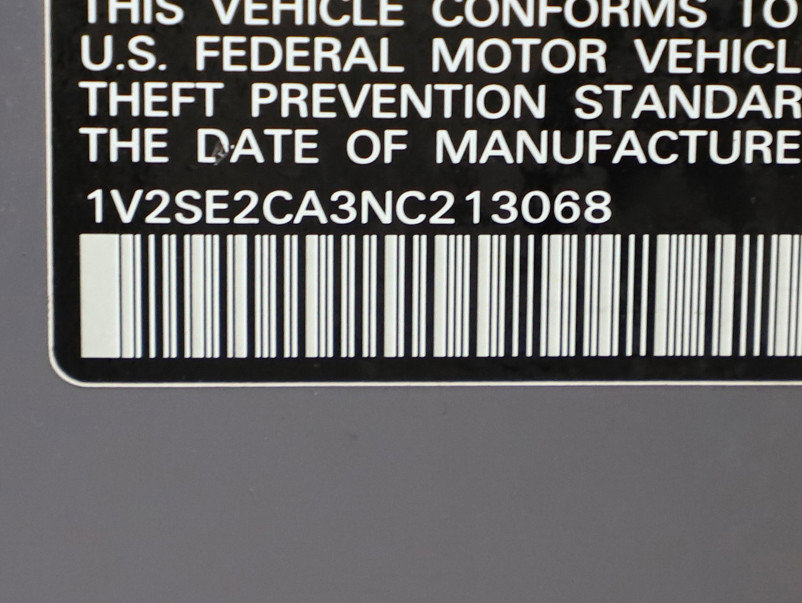 THIS VEHICLE CONFORMS TO
U.S. FEDERAL MOTOR VEHICL
THEFT PREVENTION STANDAR
THE DATE OF MANUFACTURE
1V2SE2CA3NC213068